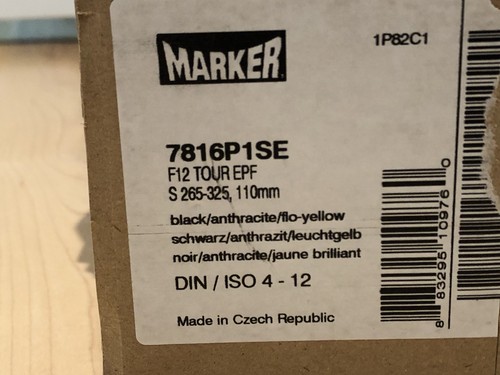 MARKER
1P82C1
7816P1SE
F12 TOUR EPF
S 265-325, 110mm
black/anthracite/flo-yellow
schwarz/anthrazit/leuchtgelb
noir/anthracite/jaune brilliant
DIN / ISO 4 - 12
Made in Czech Republic
8 83295 10976 0